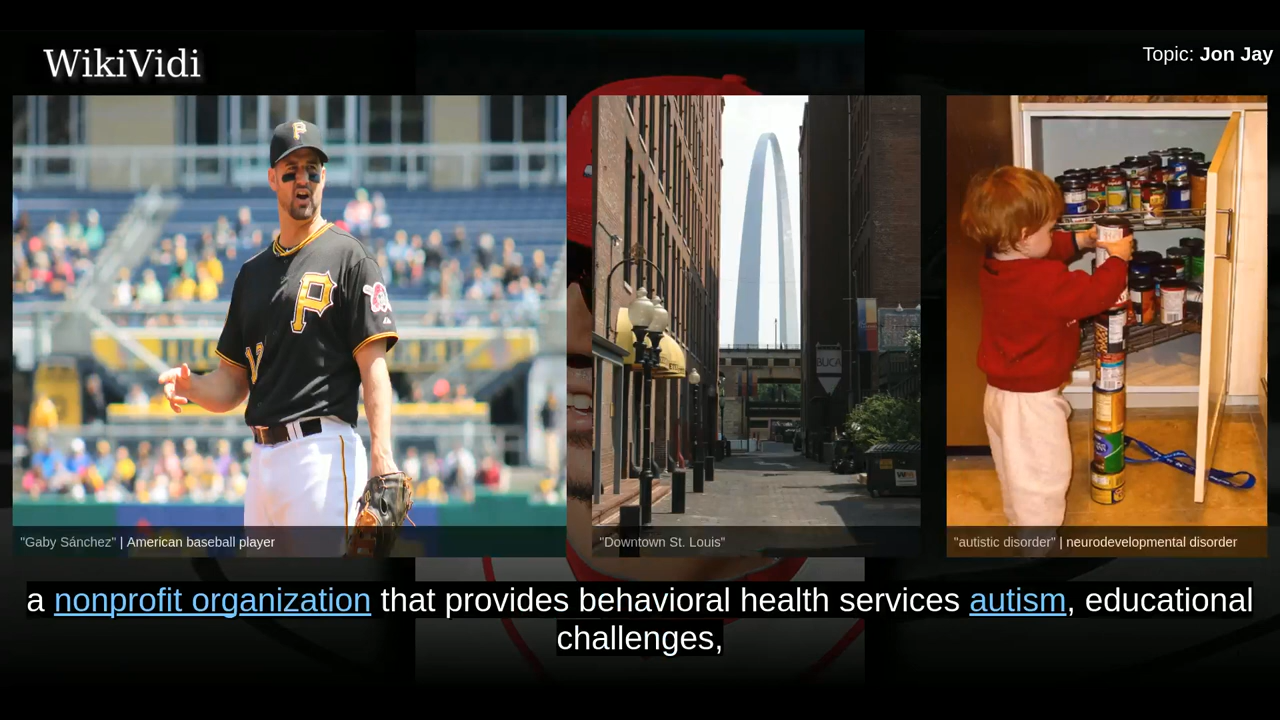 WikiVidi
Topic: Jon Jay
P
P
BUCA
"Gaby Sánchez" | American baseball player
"Downtown St. Louis"
"autistic disorder" | neurodevelopmental disorder
a nonprofit organization that provides behavioral health services autism, educational
challenges,